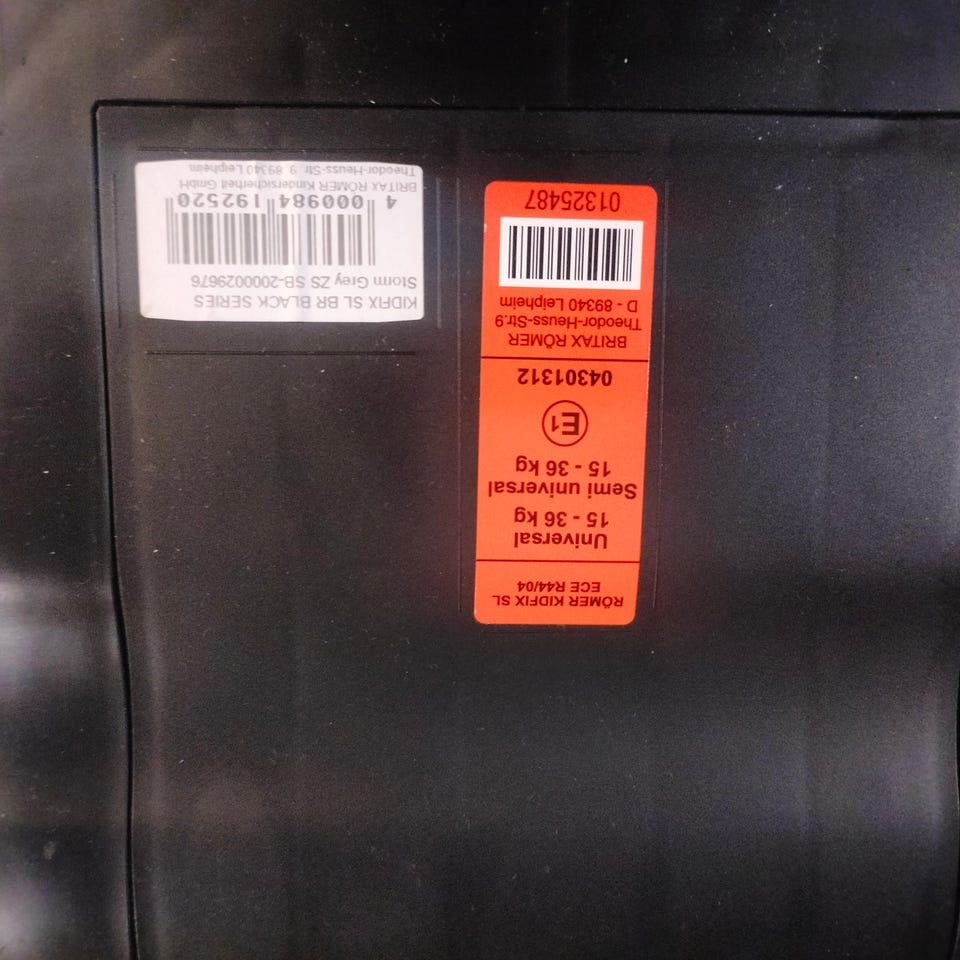 RÖMER KIDFIX SL
ECE R44/04
Universal
15 - 36 kg
Semi universal
15 - 36 kg
E1
04301312
BRITAX RÖMER
Theodor-Heuss-Str.9
D - 89340 Leipheim
01325487
KIDFIX SL BR BLACK SERIES
Storm Grey ZS SB-2000029676
4 000984 192520
BRITAX RÖMER Kindersicherheit GmbH
Theodor-Heuss-Str. 9 89340 Leipheim